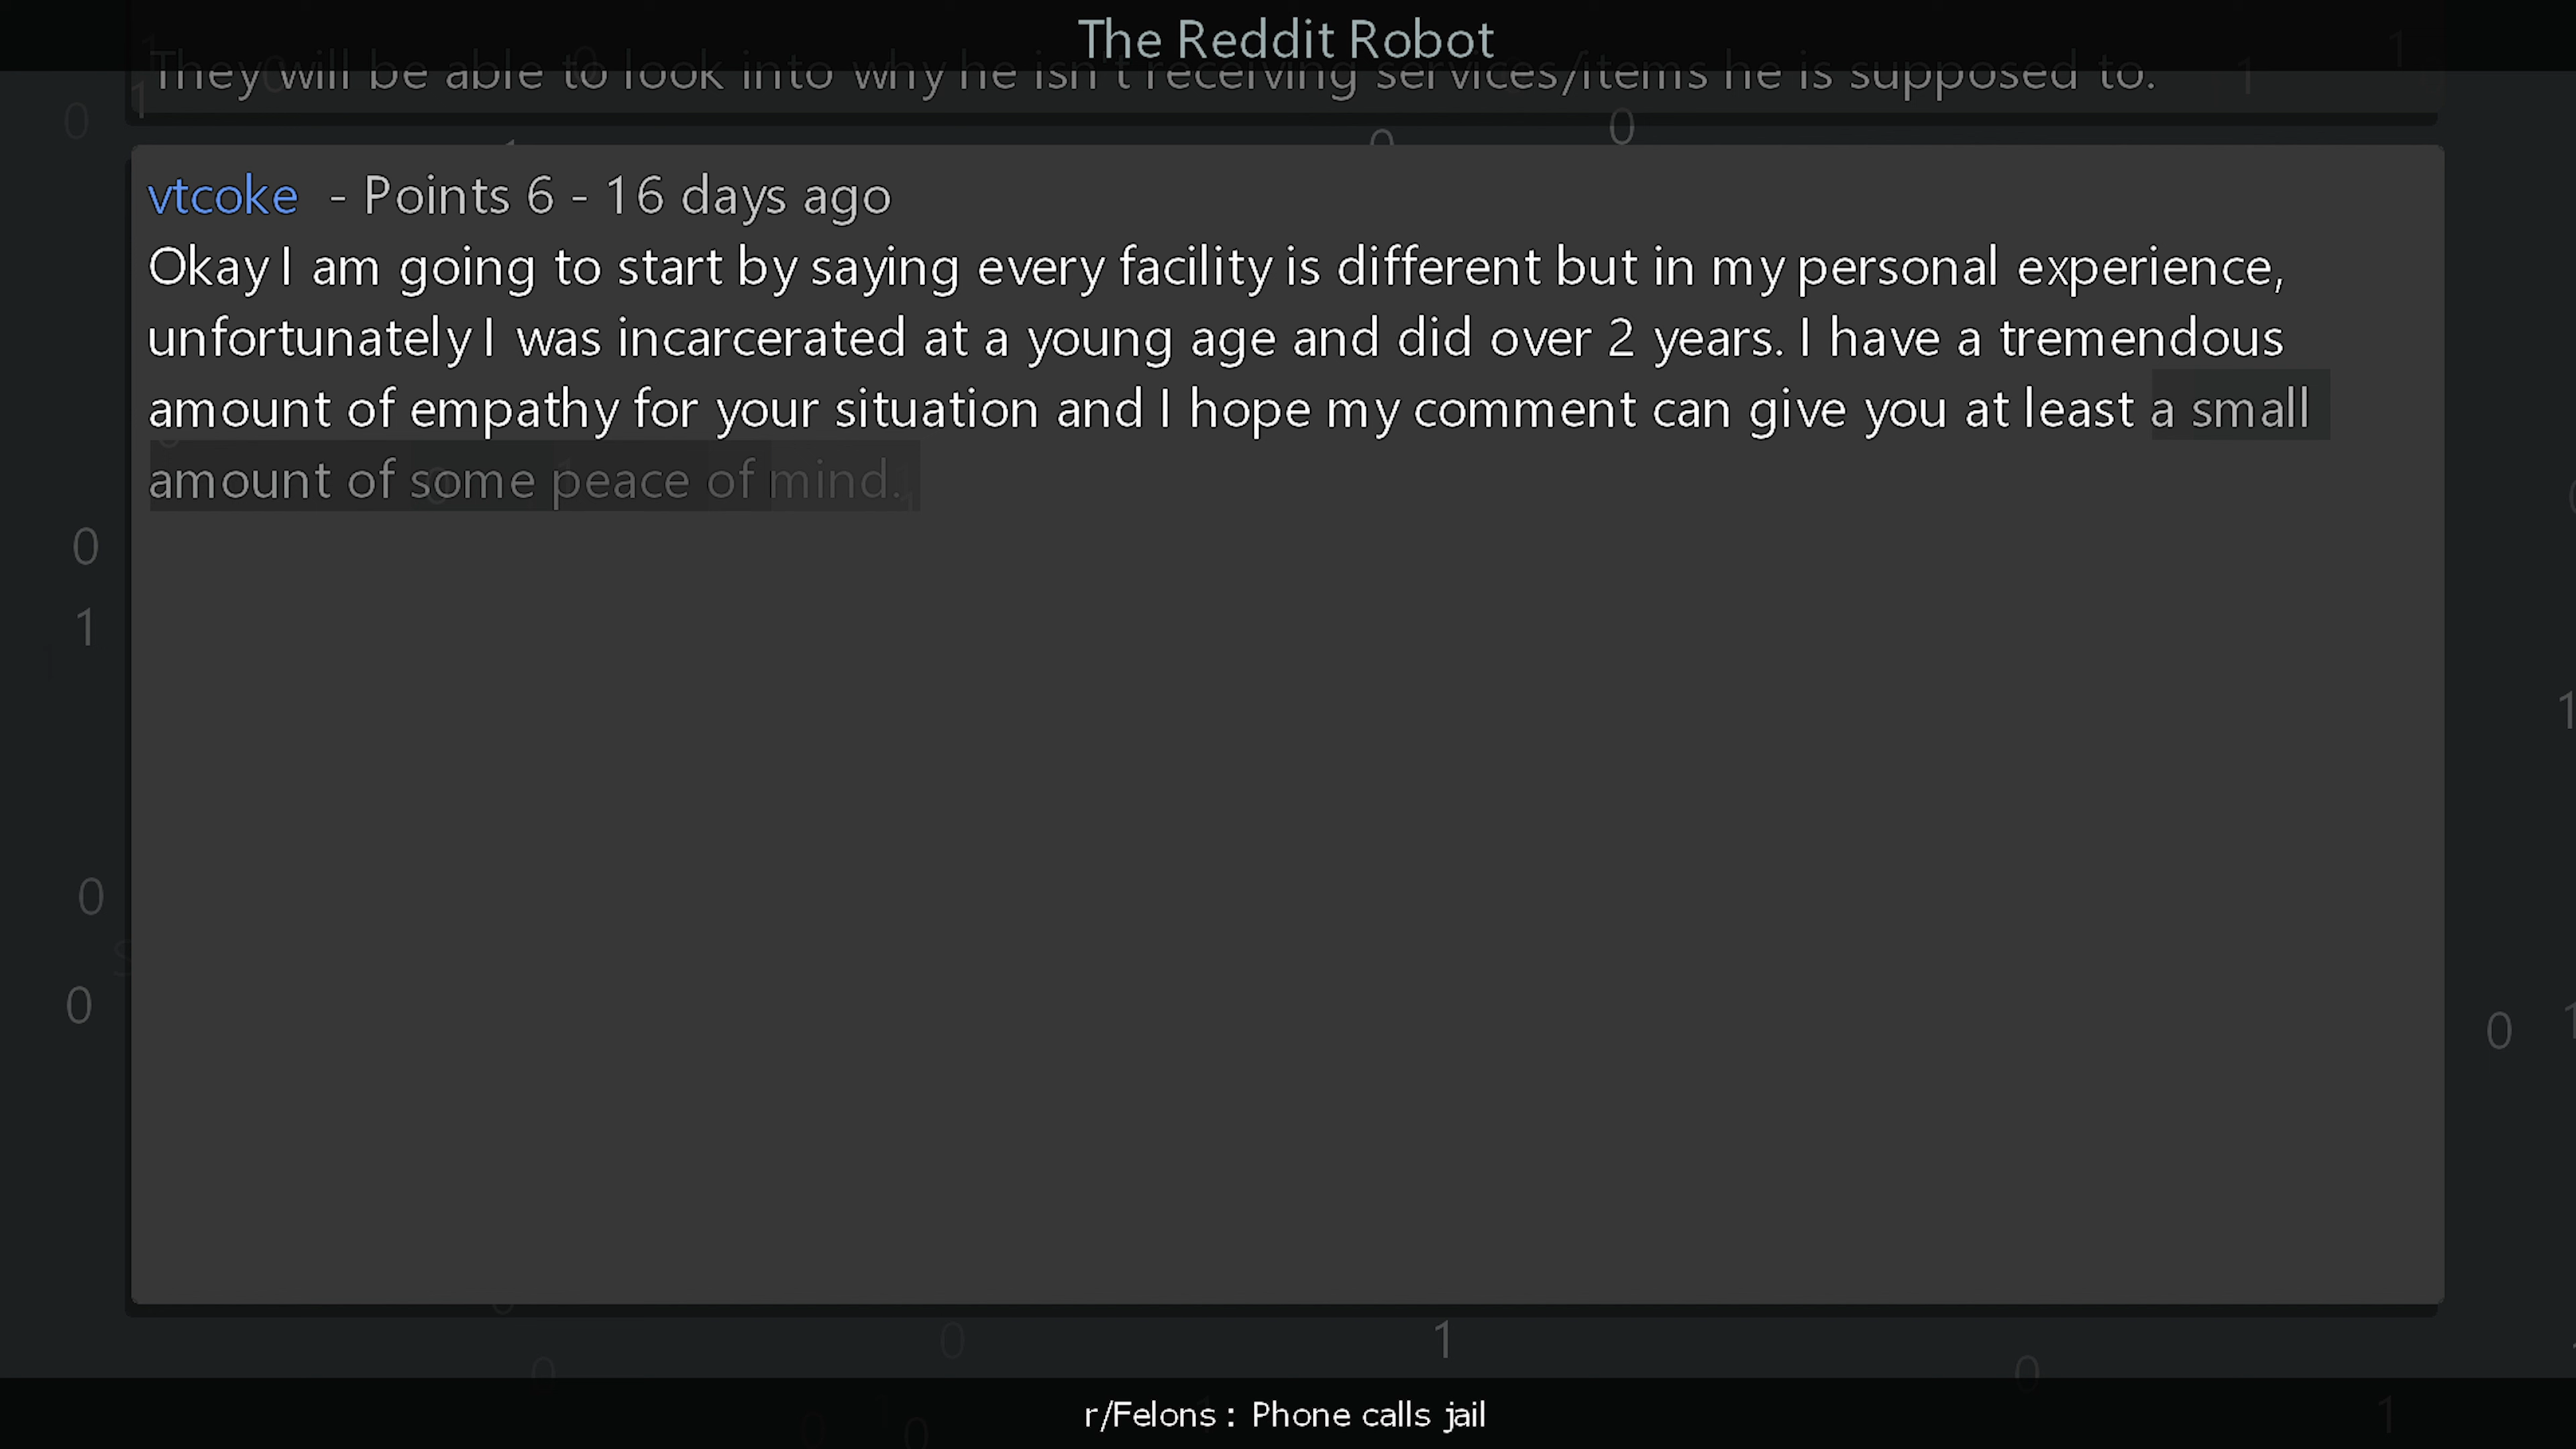 The Reddit Robot
They will be able to look into why he isn't receiving services/items he is supposed to.
vtcoke - Points 6 - 16 days ago
Okay I am going to start by saying every facility is different but in my personal experience,
unfortunately I was incarcerated at a young age and did over 2 years. I have a tremendous
amount of empathy for your situation and I hope my comment can give you at least a small
amount of some peace of mind.
r/Felons : Phone calls jail